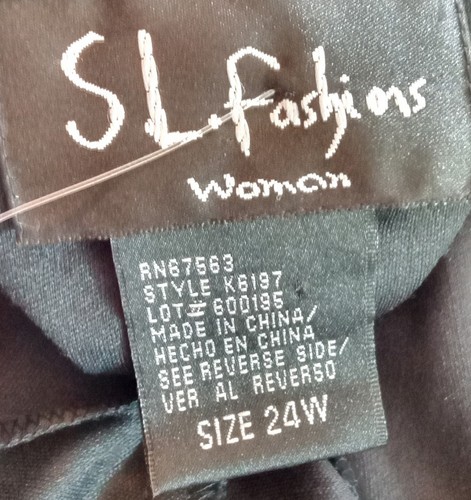 S.L. Fashions
Woman
RN67563
STYLE K6197
LOT# 600195
MADE IN CHINA/
HECHO EN CHINA
SEE REVERSE SIDE/
VER AL REVERSO
SIZE 24W